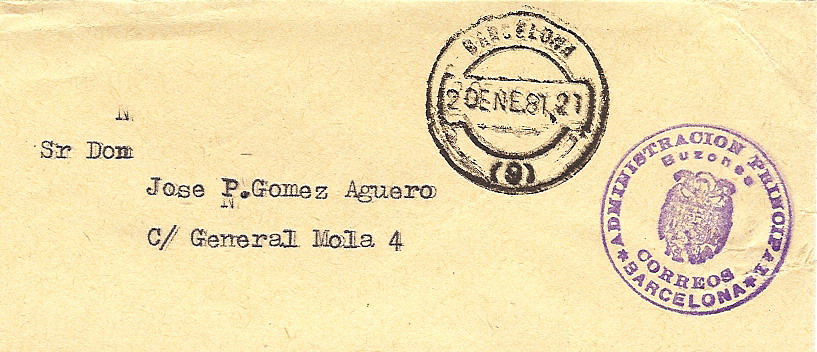 BARCELONA
20 ENE.81.21
(9)
N
Sr Dom
Jose P.Gomez Aguero
N
C/ General Mola 4
ADMINISTRACION PRINCIPAL
Buzones
CORREOS
*BARCELONA*